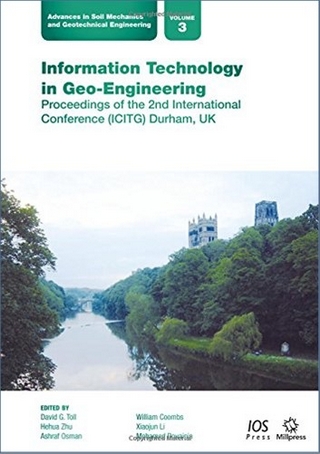 Advances in Soil Mechanics
and Geotechnical Engineering
VOLUME
3
Information Technology
in Geo-Engineering
Proceedings of the 2nd International
Conference (ICITG) Durham, UK
EDITED BY
David G. Toll
Hehua Zhu
Ashraf Osman
William Coombs
Xiaojun Li
Mohamed
IOS
Press
Millpress